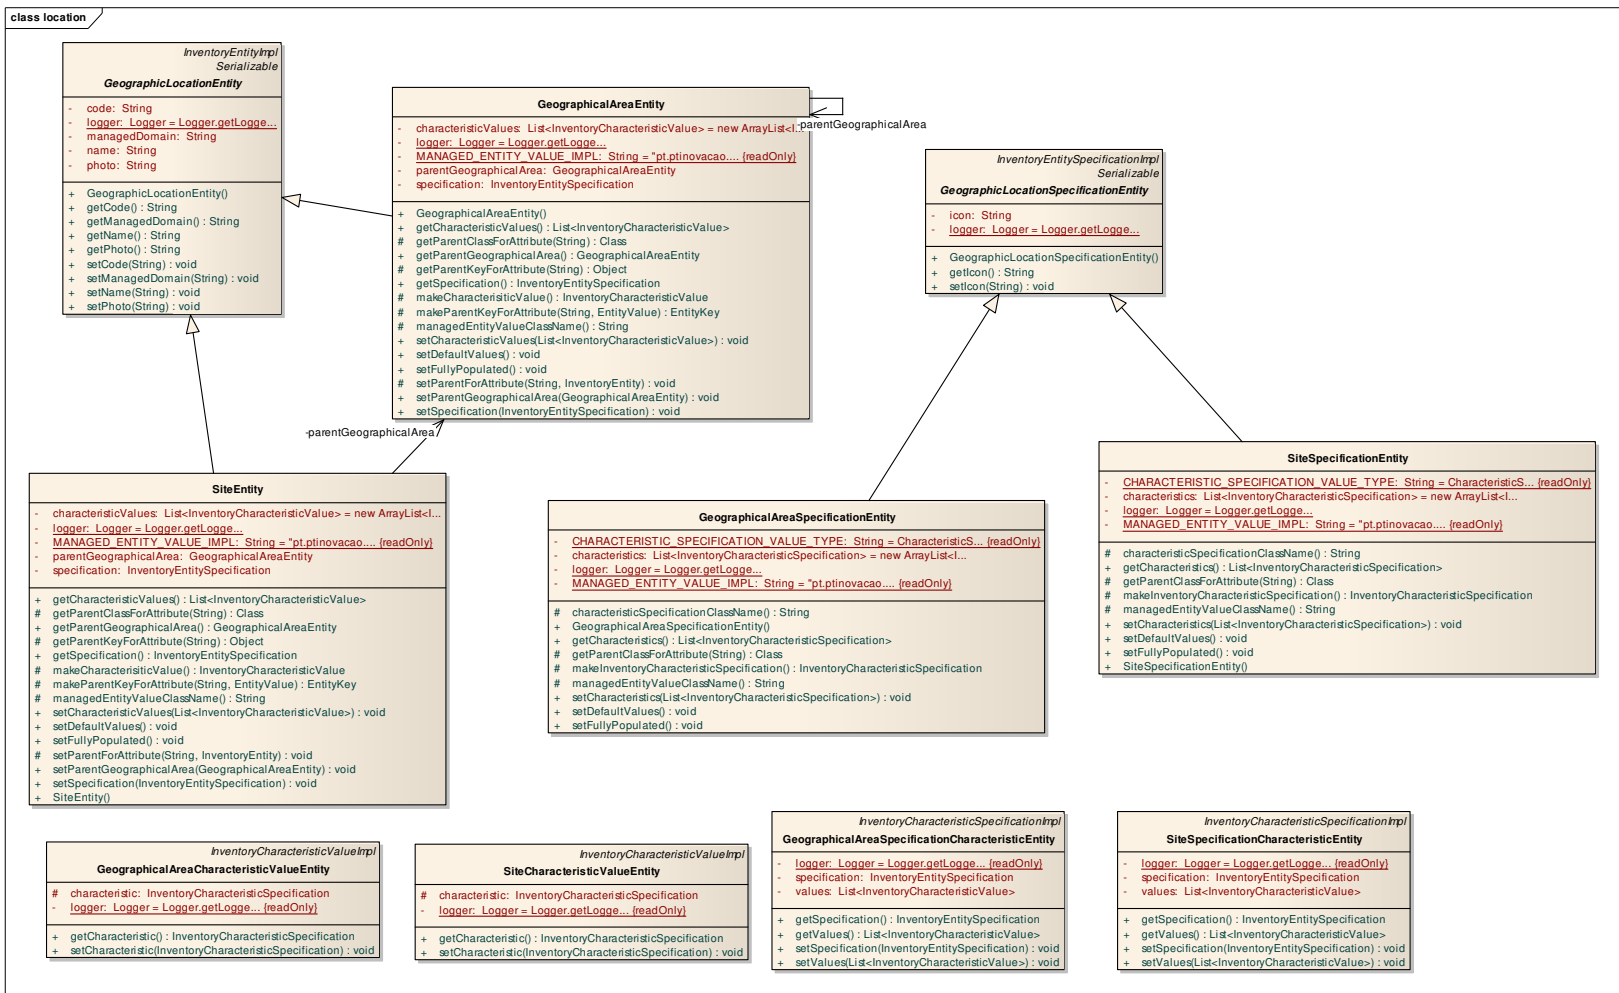 class location
InventoryEntityImpl
Serializable
GeographicLocationEntity
- code: String
- logger: Logger = Logger.getLogge...
- managedDomain: String
- name: String
- photo: String
+ GeographicLocationEntity()
+ getCode() : String
+ getManagedDomain() : String
+ getName() : String
+ getPhoto() : String
+ setCode(String) : void
+ setManagedDomain(String) : void
+ setName(String) : void
+ setPhoto(String) : void
GeographicalAreaEntity
- characteristicValues: List<InventoryCharacteristicValue> = new ArrayList<I...
- logger: Logger = Logger.getLogge...
- MANAGED_ENTITY_VALUE_IMPL: String = "pt.ptinovacao.... {readOnly}
- parentGeographicalArea: GeographicalAreaEntity
- specification: InventoryEntitySpecification
+ GeographicalAreaEntity()
+ getCharacteristicValues() : List<InventoryCharacteristicValue>
# getParentClassForAttribute(String) : Class
+ getParentGeographicalArea() : GeographicalAreaEntity
# getParentKeyForAttribute(String) : Object
+ getSpecification() : InventoryEntitySpecification
# makeCharacterisiticValue() : InventoryCharacteristicValue
# makeParentKeyForAttribute(String, EntityValue) : EntityKey
# managedEntityValueClassName() : String
+ setCharacteristicValues(List<InventoryCharacteristicValue>) : void
+ setDefaultValues() : void
+ setFullyPopulated() : void
# setParentForAttribute(String, InventoryEntity) : void
+ setParentGeographicalArea(GeographicalAreaEntity) : void
+ setSpecification(InventoryEntitySpecification) : void
-parentGeographicalArea
InventoryEntitySpecificationImpl
Serializable
GeographicLocationSpecificationEntity
- icon: String
- logger: Logger = Logger.getLogge...
+ GeographicLocationSpecificationEntity()
+ getIcon() : String
+ setIcon(String) : void
-parentGeographicalArea
SiteEntity
- characteristicValues: List<InventoryCharacteristicValue> = new ArrayList<I...
- logger: Logger = Logger.getLogge...
- MANAGED_ENTITY_VALUE_IMPL: String = "pt.ptinovacao.... {readOnly}
- parentGeographicalArea: GeographicalAreaEntity
- specification: InventoryEntitySpecification
+ getCharacteristicValues() : List<InventoryCharacteristicValue>
# getParentClassForAttribute(String) : Class
+ getParentGeographicalArea() : GeographicalAreaEntity
# getParentKeyForAttribute(String) : Object
+ getSpecification() : InventoryEntitySpecification
# makeCharacterisiticValue() : InventoryCharacteristicValue
# makeParentKeyForAttribute(String, EntityValue) : EntityKey
# managedEntityValueClassName() : String
+ setCharacteristicValues(List<InventoryCharacteristicValue>) : void
+ setDefaultValues() : void
+ setFullyPopulated() : void
# setParentForAttribute(String, InventoryEntity) : void
+ setParentGeographicalArea(GeographicalAreaEntity) : void
+ setSpecification(InventoryEntitySpecification) : void
+ SiteEntity()
GeographicalAreaSpecificationEntity
- CHARACTERISTIC_SPECIFICATION_VALUE_TYPE: String = CharacteristicS... {readOnly}
- characteristics: List<InventoryCharacteristicSpecification> = new ArrayList<I...
- logger: Logger = Logger.getLogge...
- MANAGED_ENTITY_VALUE_IMPL: String = "pt.ptinovacao.... {readOnly}
# characteristicSpecificationClassName() : String
+ GeographicalAreaSpecificationEntity()
+ getCharacteristics() : List<InventoryCharacteristicSpecification>
# getParentClassForAttribute(String) : Class
# makeInventoryCharacteristicSpecification() : InventoryCharacteristicSpecification
# managedEntityValueClassName() : String
+ setCharacteristics(List<InventoryCharacteristicSpecification>) : void
+ setDefaultValues() : void
+ setFullyPopulated() : void
SiteSpecificationEntity
- CHARACTERISTIC_SPECIFICATION_VALUE_TYPE: String = CharacteristicS... {readOnly}
- characteristics: List<InventoryCharacteristicSpecification> = new ArrayList<I...
- logger: Logger = Logger.getLogge...
- MANAGED_ENTITY_VALUE_IMPL: String = "pt.ptinovacao.... {readOnly}
# characteristicSpecificationClassName() : String
+ getCharacteristics() : List<InventoryCharacteristicSpecification>
# getParentClassForAttribute(String) : Class
# makeInventoryCharacteristicSpecification() : InventoryCharacteristicSpecification
# managedEntityValueClassName() : String
+ setCharacteristics(List<InventoryCharacteristicSpecification>) : void
+ setDefaultValues() : void
+ setFullyPopulated() : void
+ SiteSpecificationEntity()
InventoryCharacteristicValueImpl
GeographicalAreaCharacteristicValueEntity
# characteristic: InventoryCharacteristicSpecification
- logger: Logger = Logger.getLogge... {readOnly}
+ getCharacteristic() : InventoryCharacteristicSpecification
+ setCharacteristic(InventoryCharacteristicSpecification) : void
InventoryCharacteristicValueImpl
SiteCharacteristicValueEntity
# characteristic: InventoryCharacteristicSpecification
- logger: Logger = Logger.getLogge... {readOnly}
+ getCharacteristic() : InventoryCharacteristicSpecification
+ setCharacteristic(InventoryCharacteristicSpecification) : void
InventoryCharacteristicSpecificationImpl
GeographicalAreaSpecificationCharacteristicEntity
- logger: Logger = Logger.getLogge... {readOnly}
- specification: InventoryEntitySpecification
- values: List<InventoryCharacteristicValue>
+ getSpecification() : InventoryEntitySpecification
+ getValues() : List<InventoryCharacteristicValue>
+ setSpecification(InventoryEntitySpecification) : void
+ setValues(List<InventoryCharacteristicValue>) : void
InventoryCharacteristicSpecificationImpl
SiteSpecificationCharacteristicEntity
- logger: Logger = Logger.getLogge... {readOnly}
- specification: InventoryEntitySpecification
- values: List<InventoryCharacteristicValue>
+ getSpecification() : InventoryEntitySpecification
+ getValues() : List<InventoryCharacteristicValue>
+ setSpecification(InventoryEntitySpecification) : void
+ setValues(List<InventoryCharacteristicValue>) : void